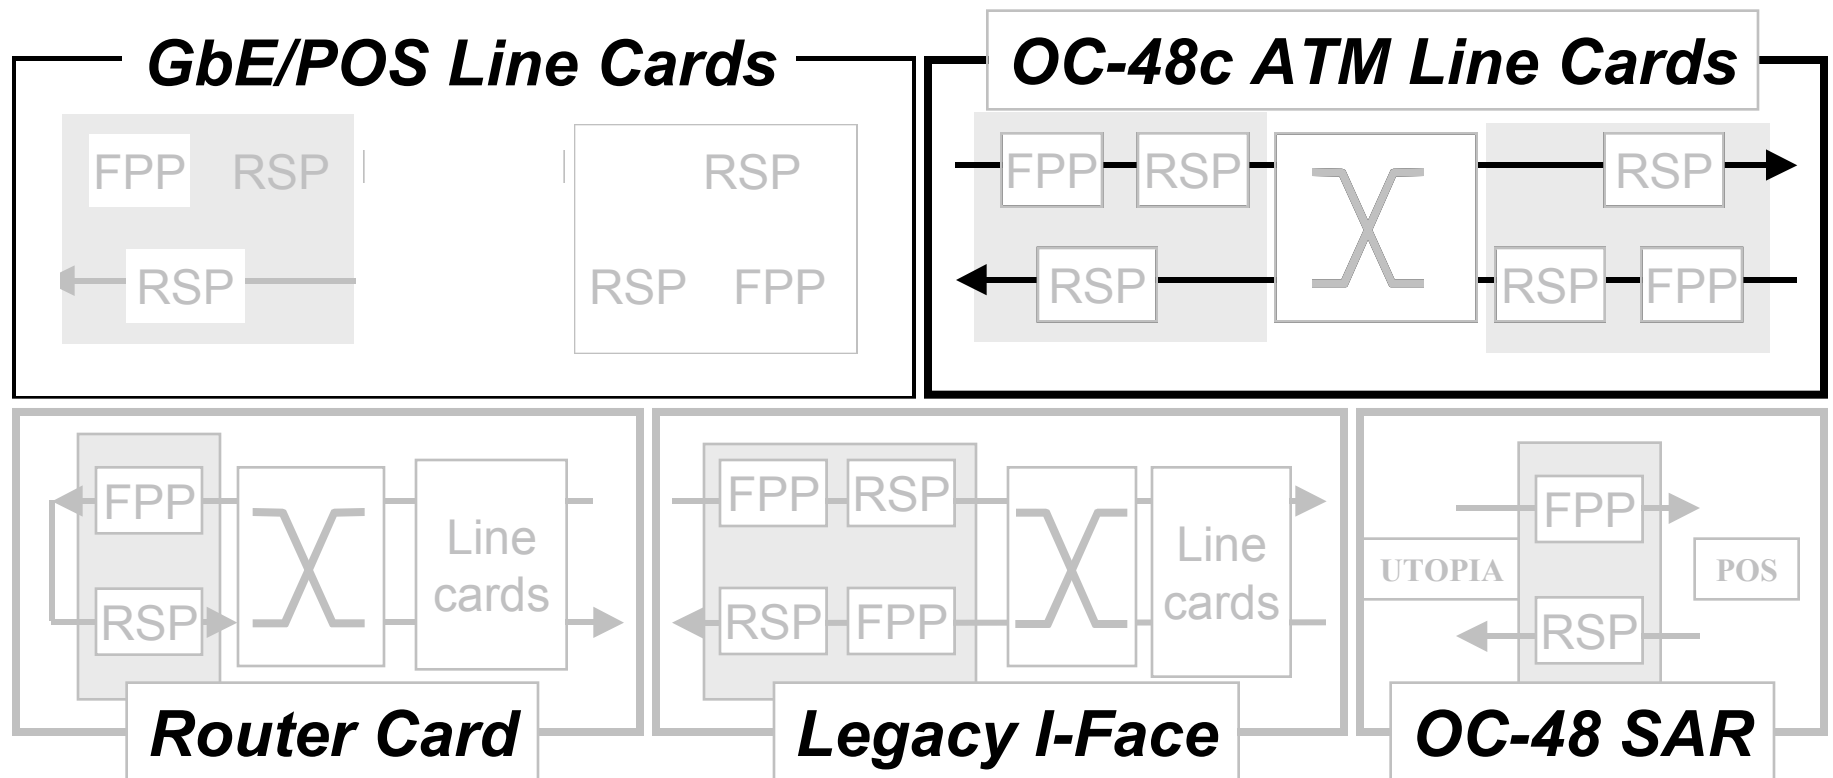 GbE/POS Line Cards
FPP RSP RSP
RSP RSP FPP
OC-48c ATM Line Cards
FPP RSP RSP
RSP RSP FPP
FPP
Line
cards
RSP
Router Card
FPP RSP
Line
cards
RSP FPP
Legacy I-Face
FPP
UTOPIA POS
RSP
OC-48 SAR